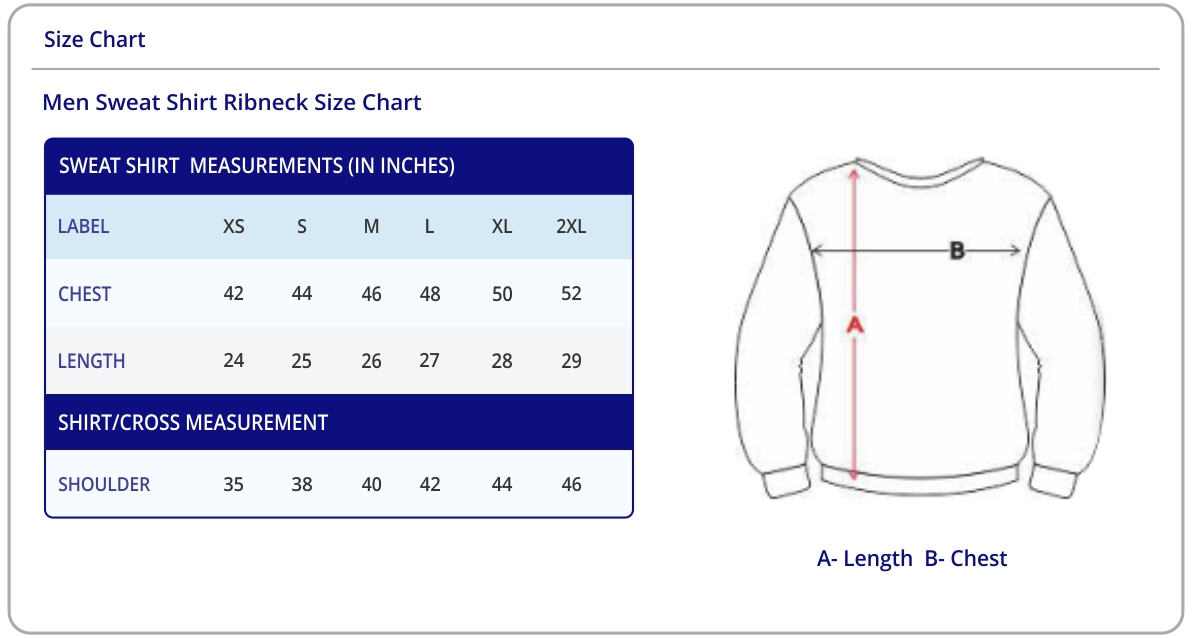 Size Chart
Men Sweat Shirt Ribneck Size Chart
SWEAT SHIRT MEASUREMENTS (IN INCHES)
LABEL XS S M L XL 2XL
CHEST 42 44 46 48 50 52
LENGTH 24 25 26 27 28 29
SHIRT/CROSS MEASUREMENT
SHOULDER 35 38 40 42 44 46
B
A
A- Length B- Chest